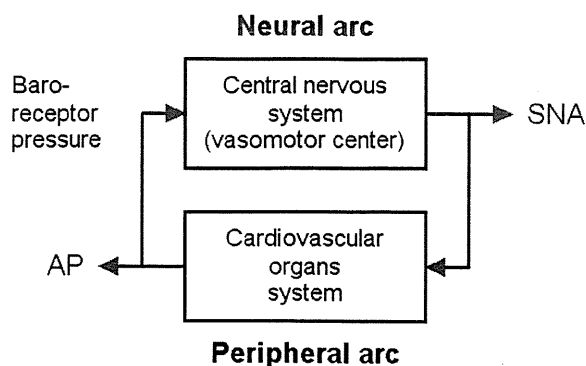 Neural arc
Baro-
receptor
pressure
Central nervous
system
(vasomotor center)
SNA
AP
Cardiovascular
organs
system
Peripheral arc